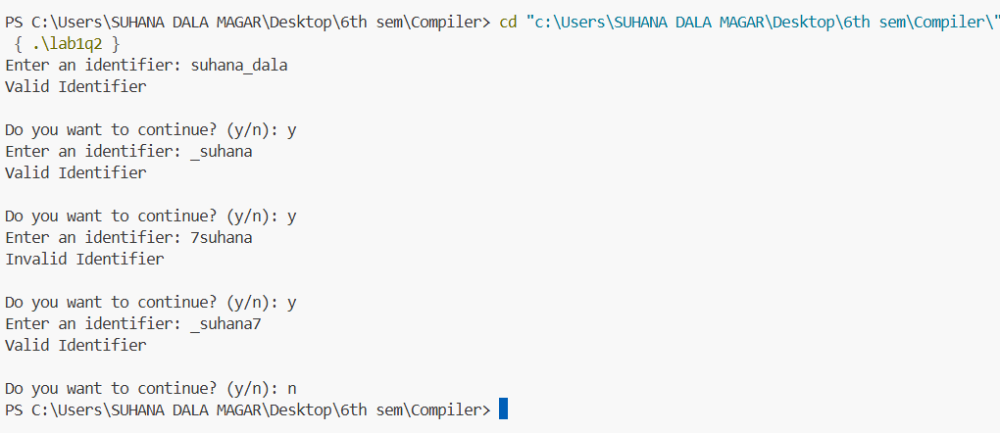 PS C:\Users\SUHANA DALA MAGAR\Desktop\6th sem\Compiler> cd "c:\Users\SUHANA DALA MAGAR\Desktop\6th sem\Compiler\"
{ .\lab1q2 }
Enter an identifier: suhana_dala
Valid Identifier
Do you want to continue? (y/n): y
Enter an identifier: _suhana
Valid Identifier
Do you want to continue? (y/n): y
Enter an identifier: 7suhana
Invalid Identifier
Do you want to continue? (y/n): y
Enter an identifier: _suhana7
Valid Identifier
Do you want to continue? (y/n): n
PS C:\Users\SUHANA DALA MAGAR\Desktop\6th sem\Compiler>